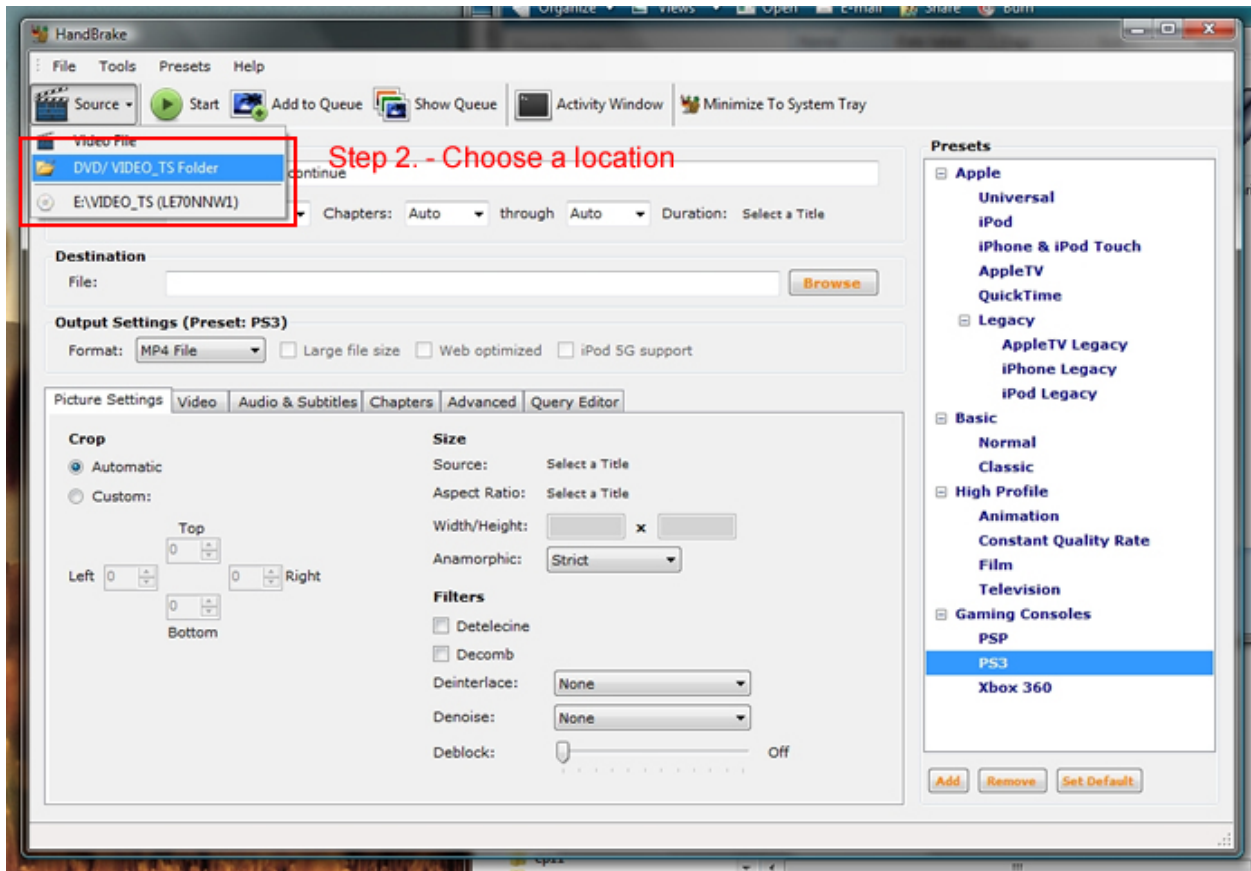 Organize Views Open E-mail Share Burn
HandBrake
File Tools Presets Help
Source Start Add to Queue Show Queue Activity Window Minimize To System Tray
Video File
DVD/ VIDEO_TS Folder
E:\VIDEO_TS (LE70NNW1)
Step 2. - Choose a location
continue
Chapters: Auto through Auto Duration: Select a Title
Destination
File: Browse
Output Settings (Preset: PS3)
Format: MP4 File Large file size Web optimized iPod 5G support
Picture Settings Video Audio & Subtitles Chapters Advanced Query Editor
Crop
Automatic
Custom:
Top
0
Left 0 0 Right
0
Bottom
Size
Source: Select a Title
Aspect Ratio: Select a Title
Width/Height: x
Anamorphic: Strict
Filters
Detelecine
Decomb
Deinterlace: None
Denoise: None
Deblock: Off
Presets
Apple
Universal
iPod
iPhone & iPod Touch
AppleTV
QuickTime
Legacy
AppleTV Legacy
iPhone Legacy
iPod Legacy
Basic
Normal
Classic
High Profile
Animation
Constant Quality Rate
Film
Television
Gaming Consoles
PSP
PS3
Xbox 360
Add Remove Set Default